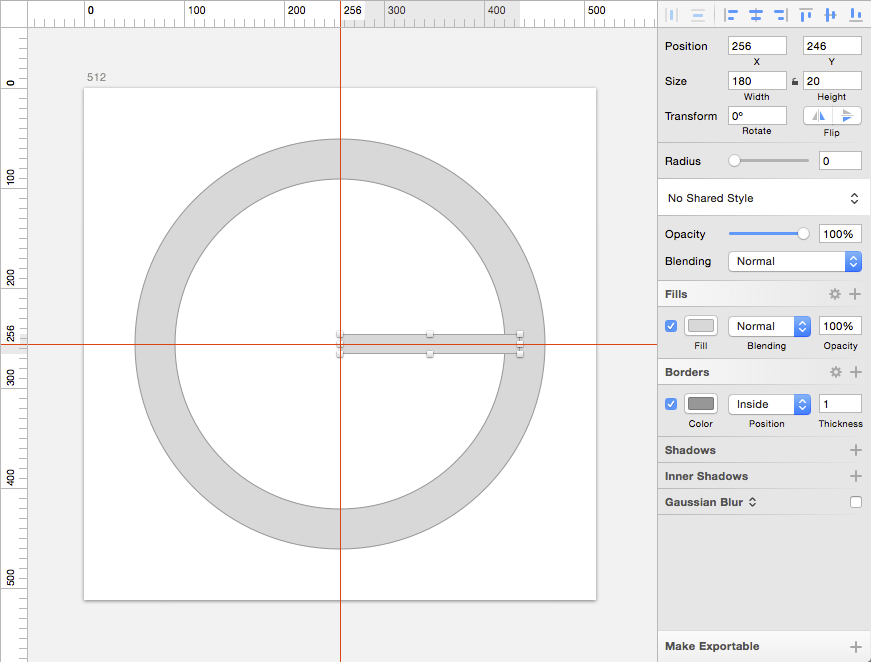 0 100 200 256 300 400 500
0
100
200
256
300
400
500
512
Position 256 246
X Y
Size 180 20
Width Height
Transform 0°
Rotate Flip
Radius 0
No Shared Style
Opacity 100%
Blending Normal
Fills
Normal 100%
Fill Blending Opacity
Borders
Inside 1
Color Position Thickness
Shadows
Inner Shadows
Gaussian Blur
Make Exportable